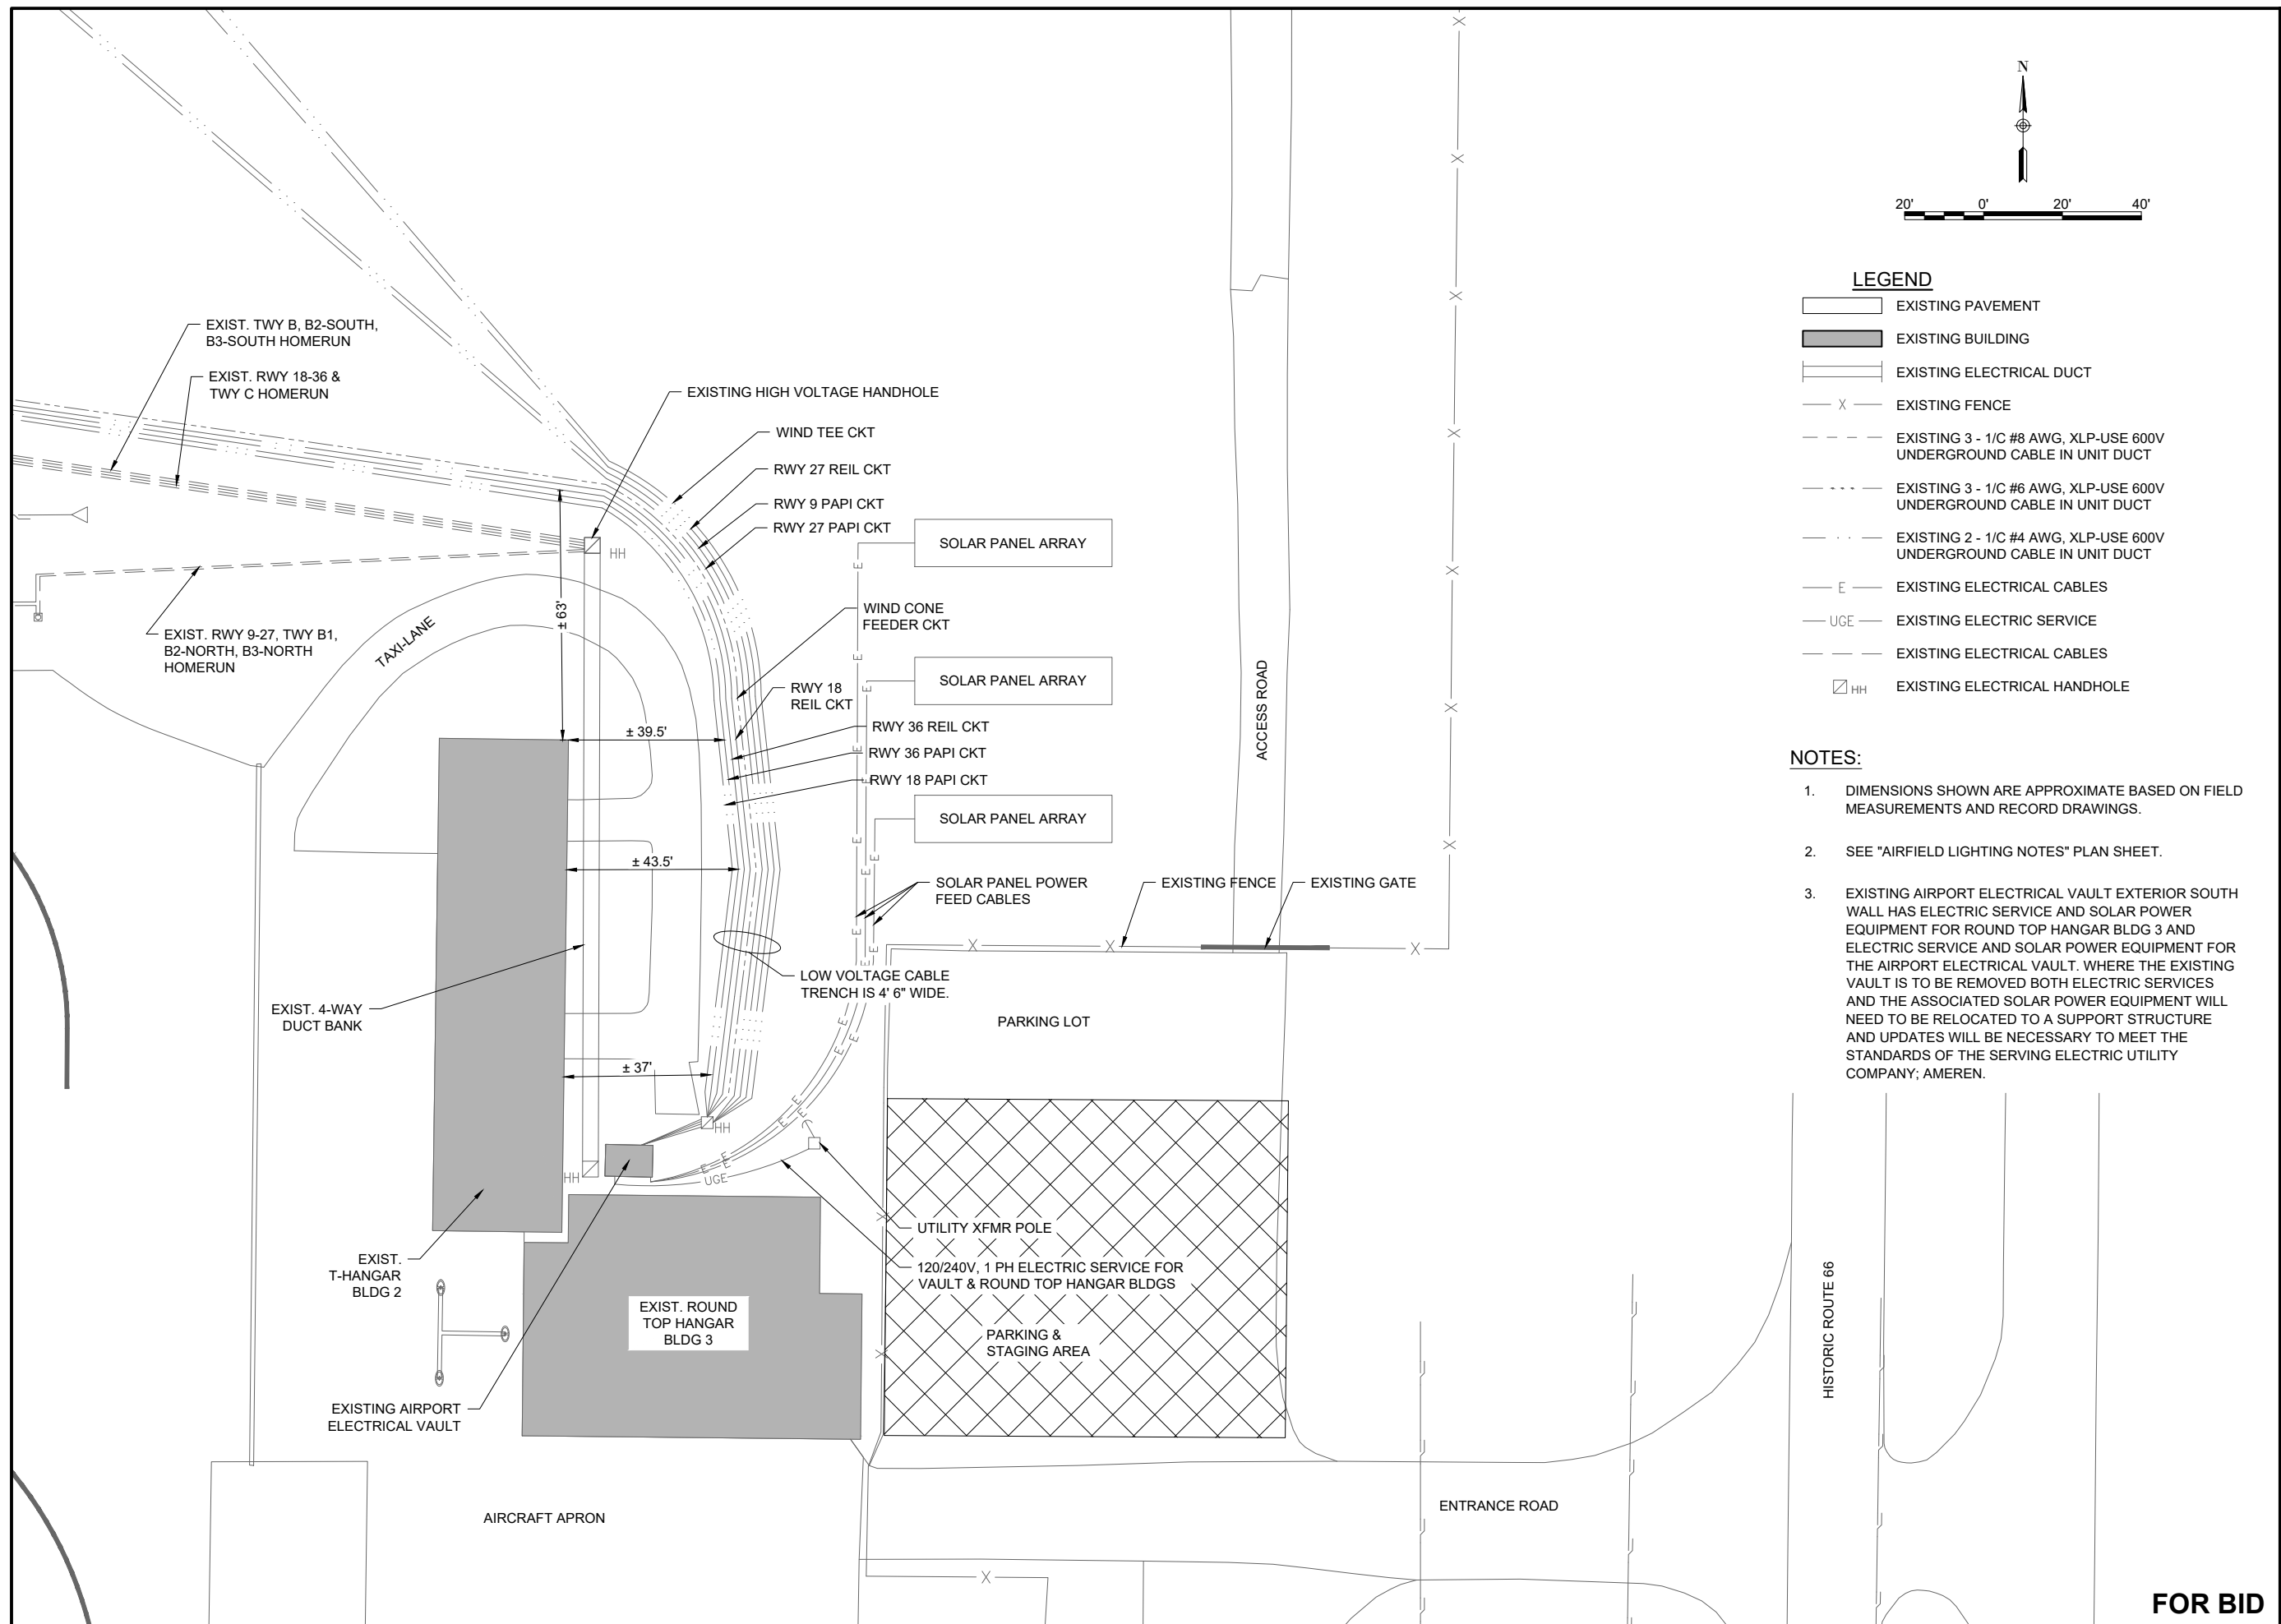 N
20' 0' 20' 40'
LEGEND
EXISTING PAVEMENT
EXISTING BUILDING
EXISTING ELECTRICAL DUCT
X EXISTING FENCE
EXISTING 3 - 1/C #8 AWG, XLP-USE 600V
UNDERGROUND CABLE IN UNIT DUCT
EXISTING 3 - 1/C #6 AWG, XLP-USE 600V
UNDERGROUND CABLE IN UNIT DUCT
EXISTING 2 - 1/C #4 AWG, XLP-USE 600V
UNDERGROUND CABLE IN UNIT DUCT
E EXISTING ELECTRICAL CABLES
UGE EXISTING ELECTRIC SERVICE
EXISTING ELECTRICAL CABLES
HH EXISTING ELECTRICAL HANDHOLE
NOTES:
1. DIMENSIONS SHOWN ARE APPROXIMATE BASED ON FIELD
MEASUREMENTS AND RECORD DRAWINGS.
2. SEE "AIRFIELD LIGHTING NOTES" PLAN SHEET.
3. EXISTING AIRPORT ELECTRICAL VAULT EXTERIOR SOUTH
WALL HAS ELECTRIC SERVICE AND SOLAR POWER
EQUIPMENT FOR ROUND TOP HANGAR BLDG 3 AND
ELECTRIC SERVICE AND SOLAR POWER EQUIPMENT FOR
THE AIRPORT ELECTRICAL VAULT. WHERE THE EXISTING
VAULT IS TO BE REMOVED BOTH ELECTRIC SERVICES
AND THE ASSOCIATED SOLAR POWER EQUIPMENT WILL
NEED TO BE RELOCATED TO A SUPPORT STRUCTURE
AND UPDATES WILL BE NECESSARY TO MEET THE
STANDARDS OF THE SERVING ELECTRIC UTILITY
COMPANY; AMEREN.
EXIST. TWY B, B2-SOUTH,
B3-SOUTH HOMERUN
EXIST. RWY 18-36 &
TWY C HOMERUN
EXISTING HIGH VOLTAGE HANDHOLE
WIND TEE CKT
RWY 27 REIL CKT
RWY 9 PAPI CKT
RWY 27 PAPI CKT
SOLAR PANEL ARRAY
HH
± 63'
WIND CONE
FEEDER CKT
EXIST. RWY 9-27, TWY B1,
B2-NORTH, B3-NORTH
HOMERUN
TAXI-LANE
SOLAR PANEL ARRAY
RWY 18
REIL CKT
ACCESS ROAD
± 39.5'
RWY 36 REIL CKT
RWY 36 PAPI CKT
RWY 18 PAPI CKT
SOLAR PANEL ARRAY
± 43.5'
SOLAR PANEL POWER
FEED CABLES
EXISTING FENCE
EXISTING GATE
LOW VOLTAGE CABLE
TRENCH IS 4' 6" WIDE.
EXIST. 4-WAY
DUCT BANK
PARKING LOT
± 37'
HH
HH
UGE
UTILITY XFMR POLE
120/240V, 1 PH ELECTRIC SERVICE FOR
VAULT & ROUND TOP HANGAR BLDGS
EXIST.
T-HANGAR
BLDG 2
EXIST. ROUND
TOP HANGAR
BLDG 3
PARKING &
STAGING AREA
EXISTING AIRPORT
ELECTRICAL VAULT
HISTORIC ROUTE 66
AIRCRAFT APRON
ENTRANCE ROAD
FOR BID